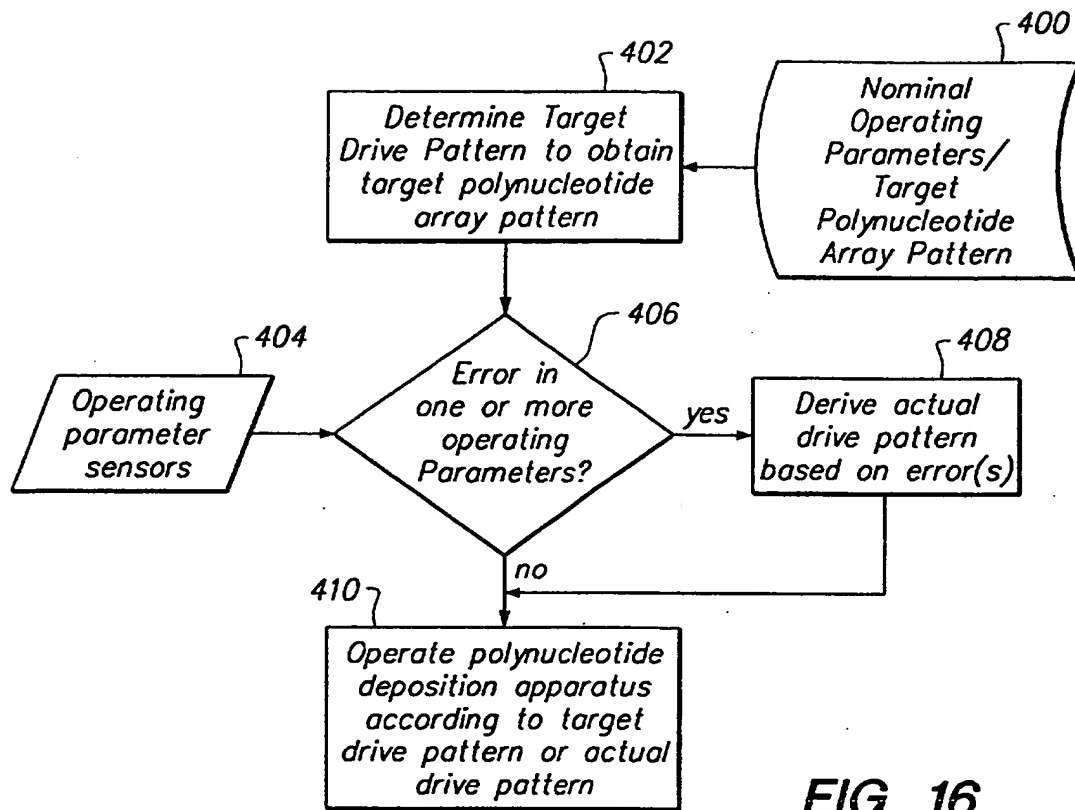 400
Nominal
Operating
Parameters/
Target
Polynucleotide
Array Pattern
402
Determine Target
Drive Pattern to obtain
target polynucleotide
array pattern
404
Operating
parameter
sensors
406
Error in
one or more
operating
Parameters?
yes
408
Derive actual
drive pattern
based on error(s)
no
410
Operate polynucleotide
deposition apparatus
according to target
drive pattern or actual
drive pattern
FIG. 16